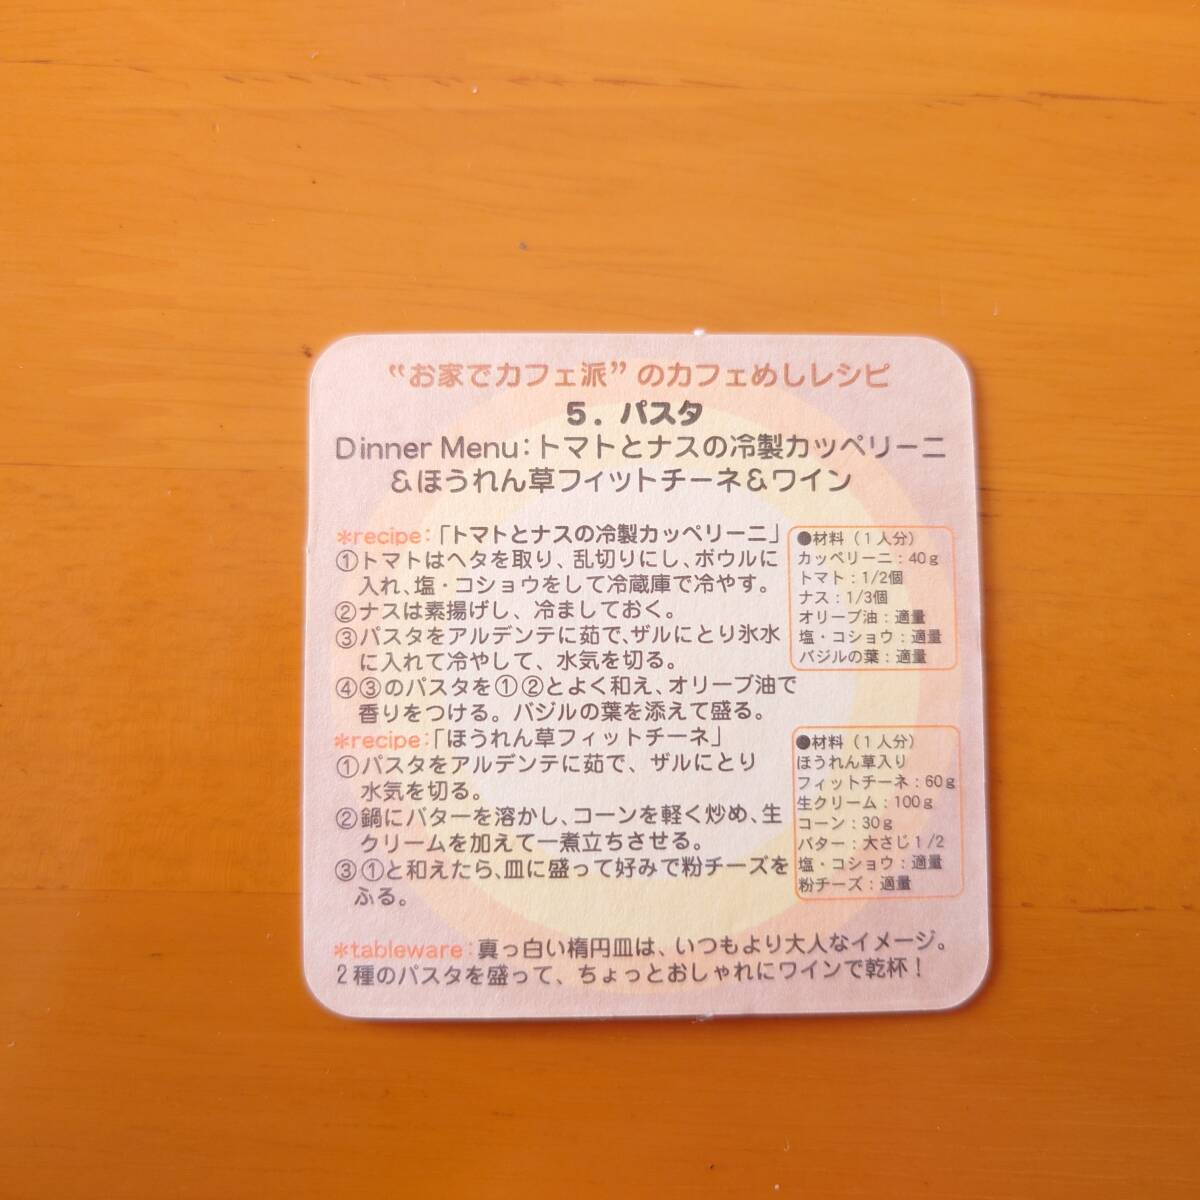 “お家でカフェ派”のカフェめしレシピ
5．パスタ
Dinner Menu：トマトとナスの冷製カッペリーニ
＆ほうれん草フィットチーネ＆ワイン
*recipe：「トマトとナスの冷製カッペリーニ」
①トマトはヘタを取り、乱切りにし、ボウルに
入れ、塩・コショウをして冷蔵庫で冷やす。
②ナスは素揚げし、冷ましておく。
③パスタをアルデンテに茹で、ザルにとり氷水
に入れて冷やして、水気を切る。
④③のパスタを①②とよく和え、オリーブ油で
香りをつける。バジルの葉を添えて盛る。
●材料（1人分）
カッペリーニ：40g
トマト：1/2個
ナス：1/3個
オリーブ油：適量
塩・コショウ：適量
バジルの葉：適量
*recipe：「ほうれん草フィットチーネ」
①パスタをアルデンテに茹で、ザルにとり
水気を切る。
②鍋にバターを溶かし、コーンを軽く炒め、生
クリームを加えて一煮立ちさせる。
③①と和えたら、皿に盛って好みで粉チーズを
ふる。
●材料（1人分）
ほうれん草入り
フィットチーネ：60g
生クリーム：100g
コーン：30g
バター：大さじ1/2
塩・コショウ：適量
粉チーズ：適量
*tableware：真っ白い楕円皿は、いつもより大人なイメージ。
2種のパスタを盛って、ちょっとおしゃれにワインで乾杯！